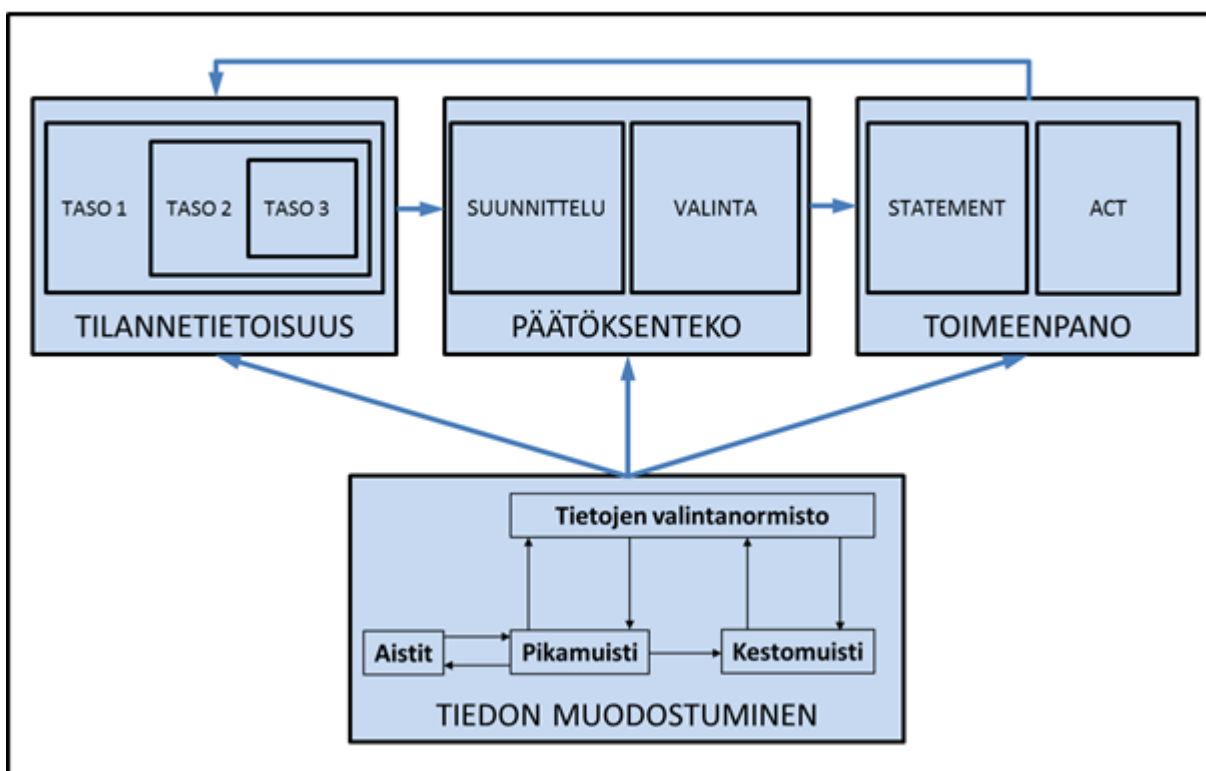 TASO 1
TASO 2
TASO 3
TILANNETIETOISUUS
SUUNNITTELU
VALINTA
PÄÄTÖKSENTEKO
STATEMENT
ACT
TOIMEENPANO
Tietojen valintanormisto
Aistit
Pikamuisti
Kestomuisti
TIEDON MUODOSTUMINEN